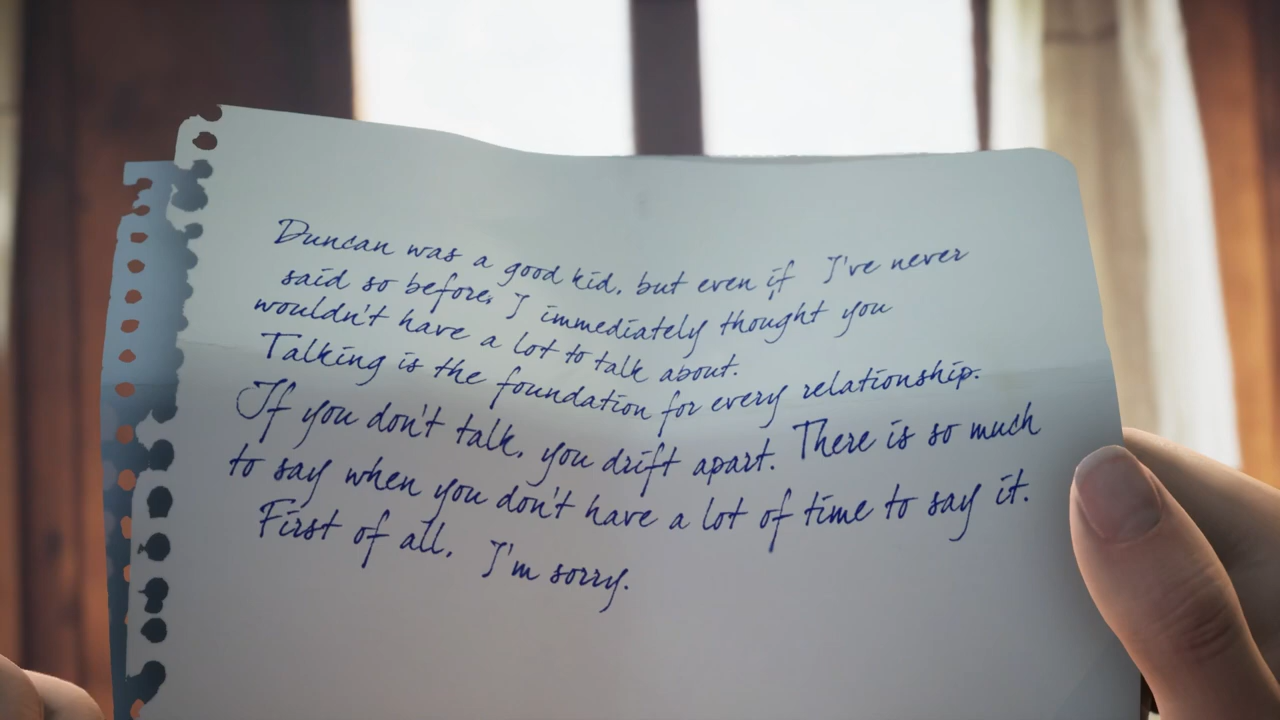 Duncan was a good kid, but even if I've never
said so before, I immediately thought you
wouldn't have a lot to talk about.
Talking is the foundation for every relationship.
If you don't talk, you drift apart. There is so much
to say when you don't have a lot of time to say it.
First of all, I'm sorry.